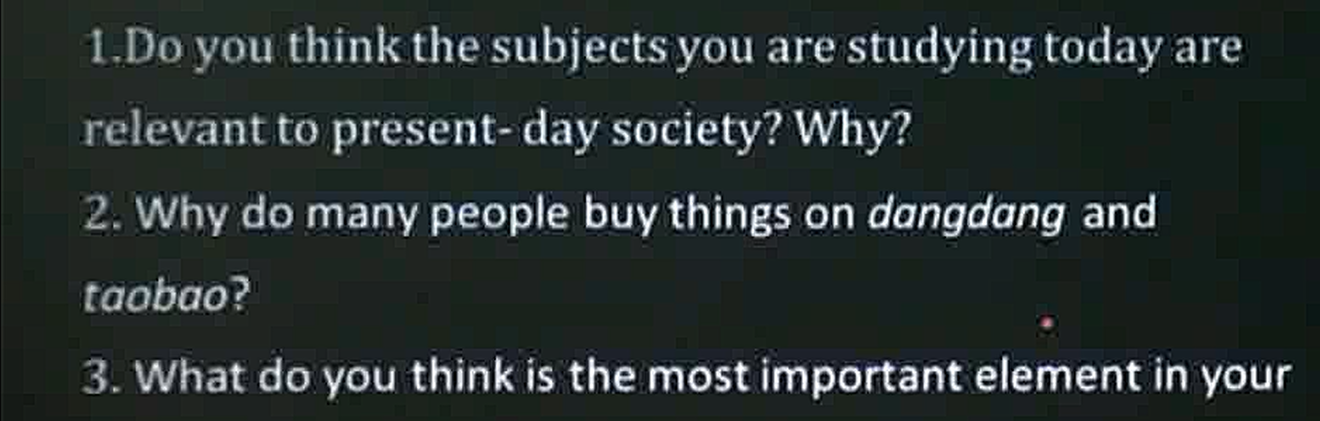 1.Do you think the subjects you are studying today are
relevant to present- day society? Why?
2. Why do many people buy things on dangdang and
taobao?
3. What do you think is the most important element in your